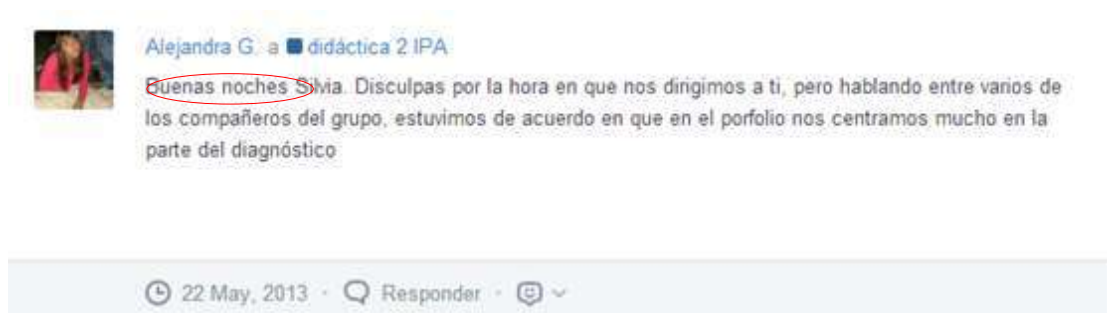 Alejandra G. a didáctica 2 IPA
Buenas noches Silvia. Disculpas por la hora en que nos dirigimos a ti, pero hablando entre varios de
los compañeros del grupo, estuvimos de acuerdo en que en el porfolio nos centramos mucho en la
parte del diagnóstico
22 May, 2013 · Responder ·